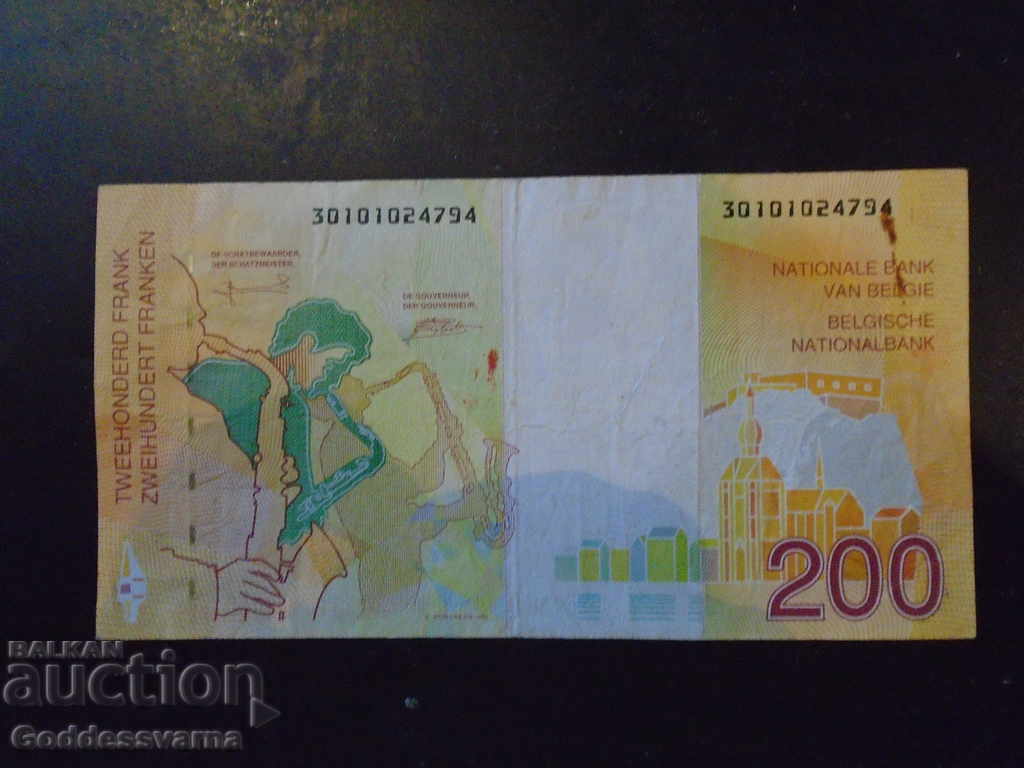 30101024794
30101024794
TWEEHONDERD FRANK
ZWEIHUNDERT FRANKEN
DE SCHATBEWAARDER,
DER SCHATZMEISTER,
DE GOUVERNEUR,
DER GOUVERNEUR,
NATIONALE BANK
VAN BELGIE
BELGISCHE
NATIONALBANK
200
BALKAN
auction
Goddessvarna